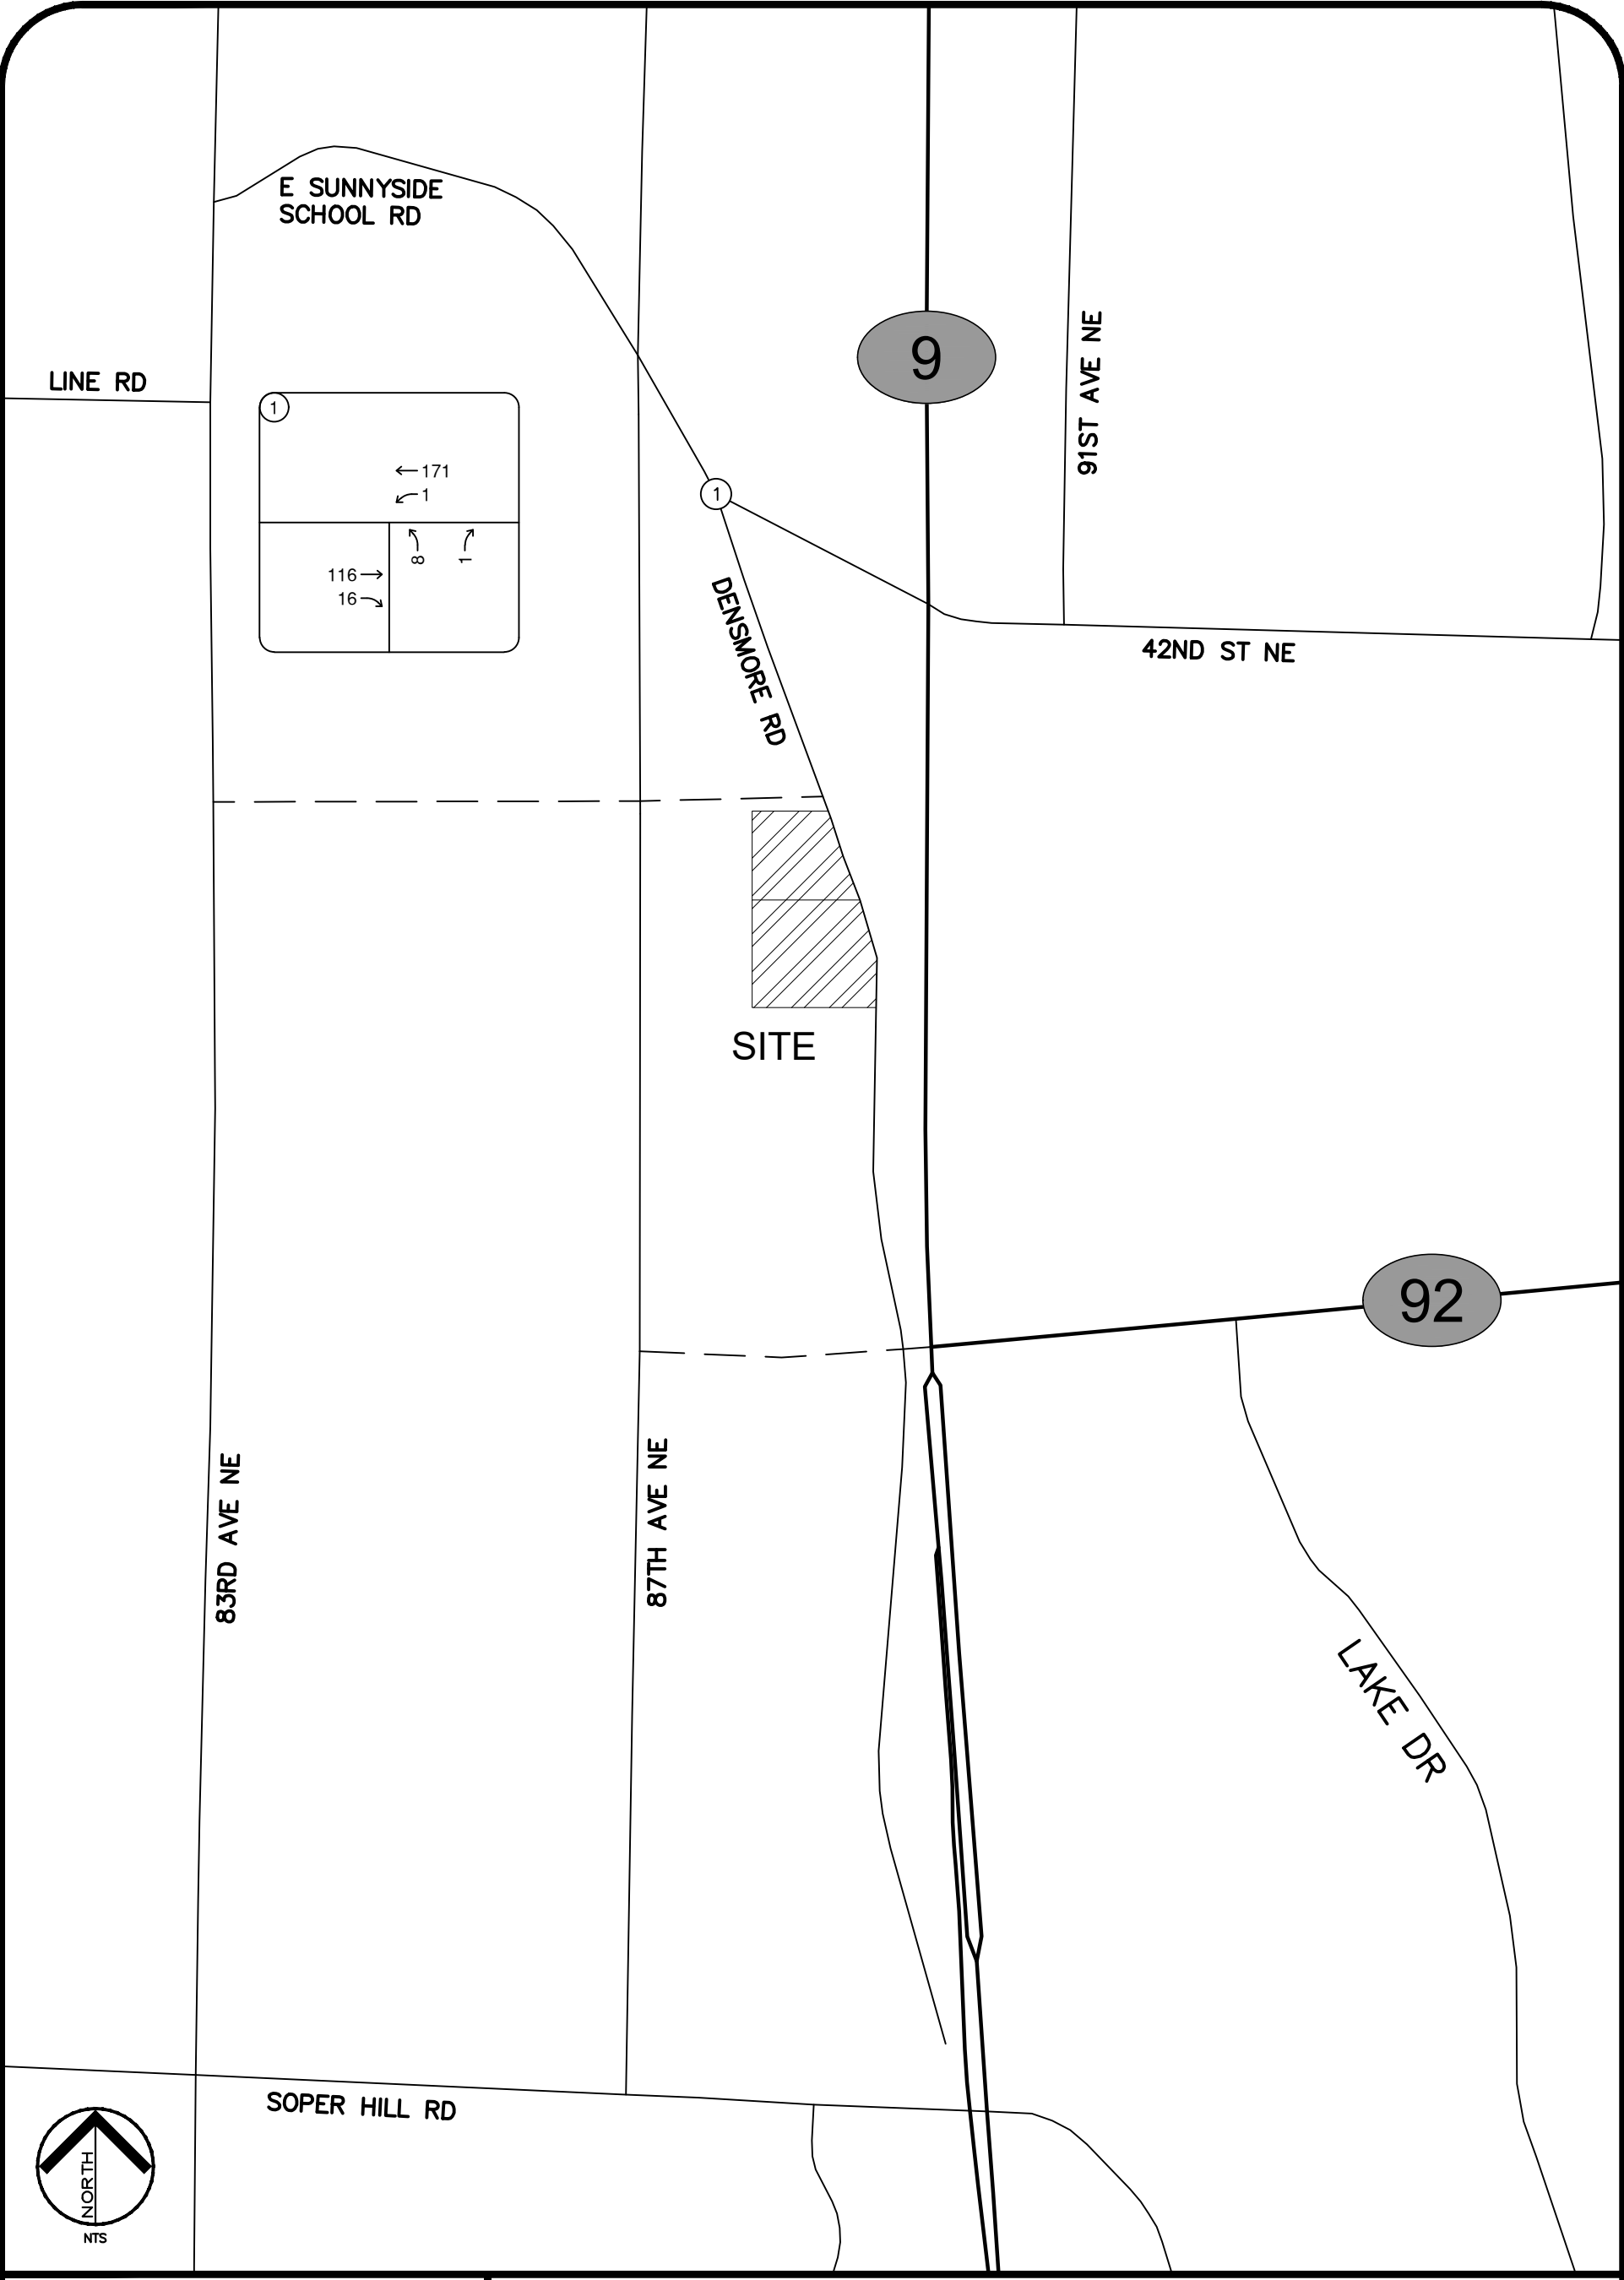 E SUNNYSIDE
SCHOOL RD
9
91ST AVE NE
LINE RD
1
171
1
8
1
116
16
1
DENSMORE RD
42ND ST NE
SITE
92
83RD AVE NE
87TH AVE NE
LAKE DR
SOPER HILL RD
NORTH
NTS